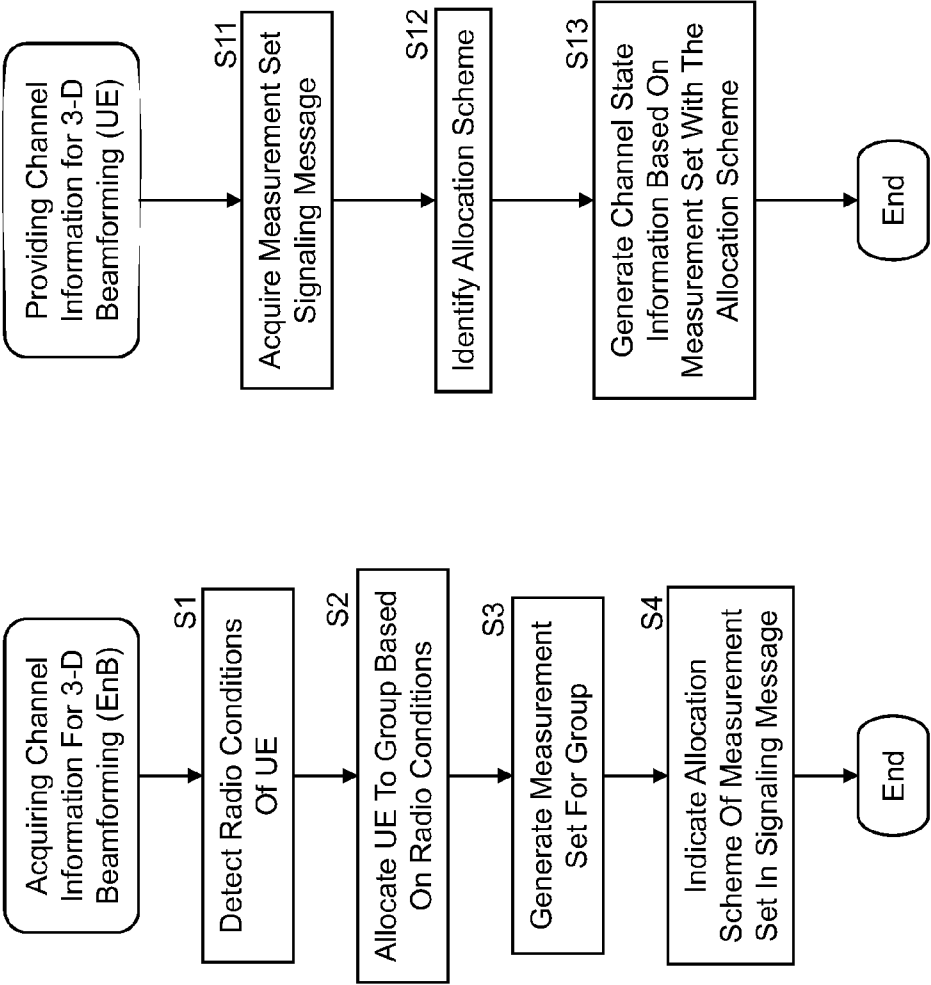 Acquiring Channel
Information For 3-D
Beamforming (EnB)
S1
Detect Radio Conditions
Of UE
S2
Allocate UE To Group Based
On Radio Conditions
S3
Generate Measurement
Set For Group
S4
Indicate Allocation
Scheme Of Measurement
Set In Signaling Message
End
Providing Channel
Information for 3-D
Beamforming (UE)
S11
Acquire Measurement Set
Signaling Message
S12
Identify Allocation Scheme
S13
Generate Channel State
Information Based On
Measurement Set With The
Allocation Scheme
End